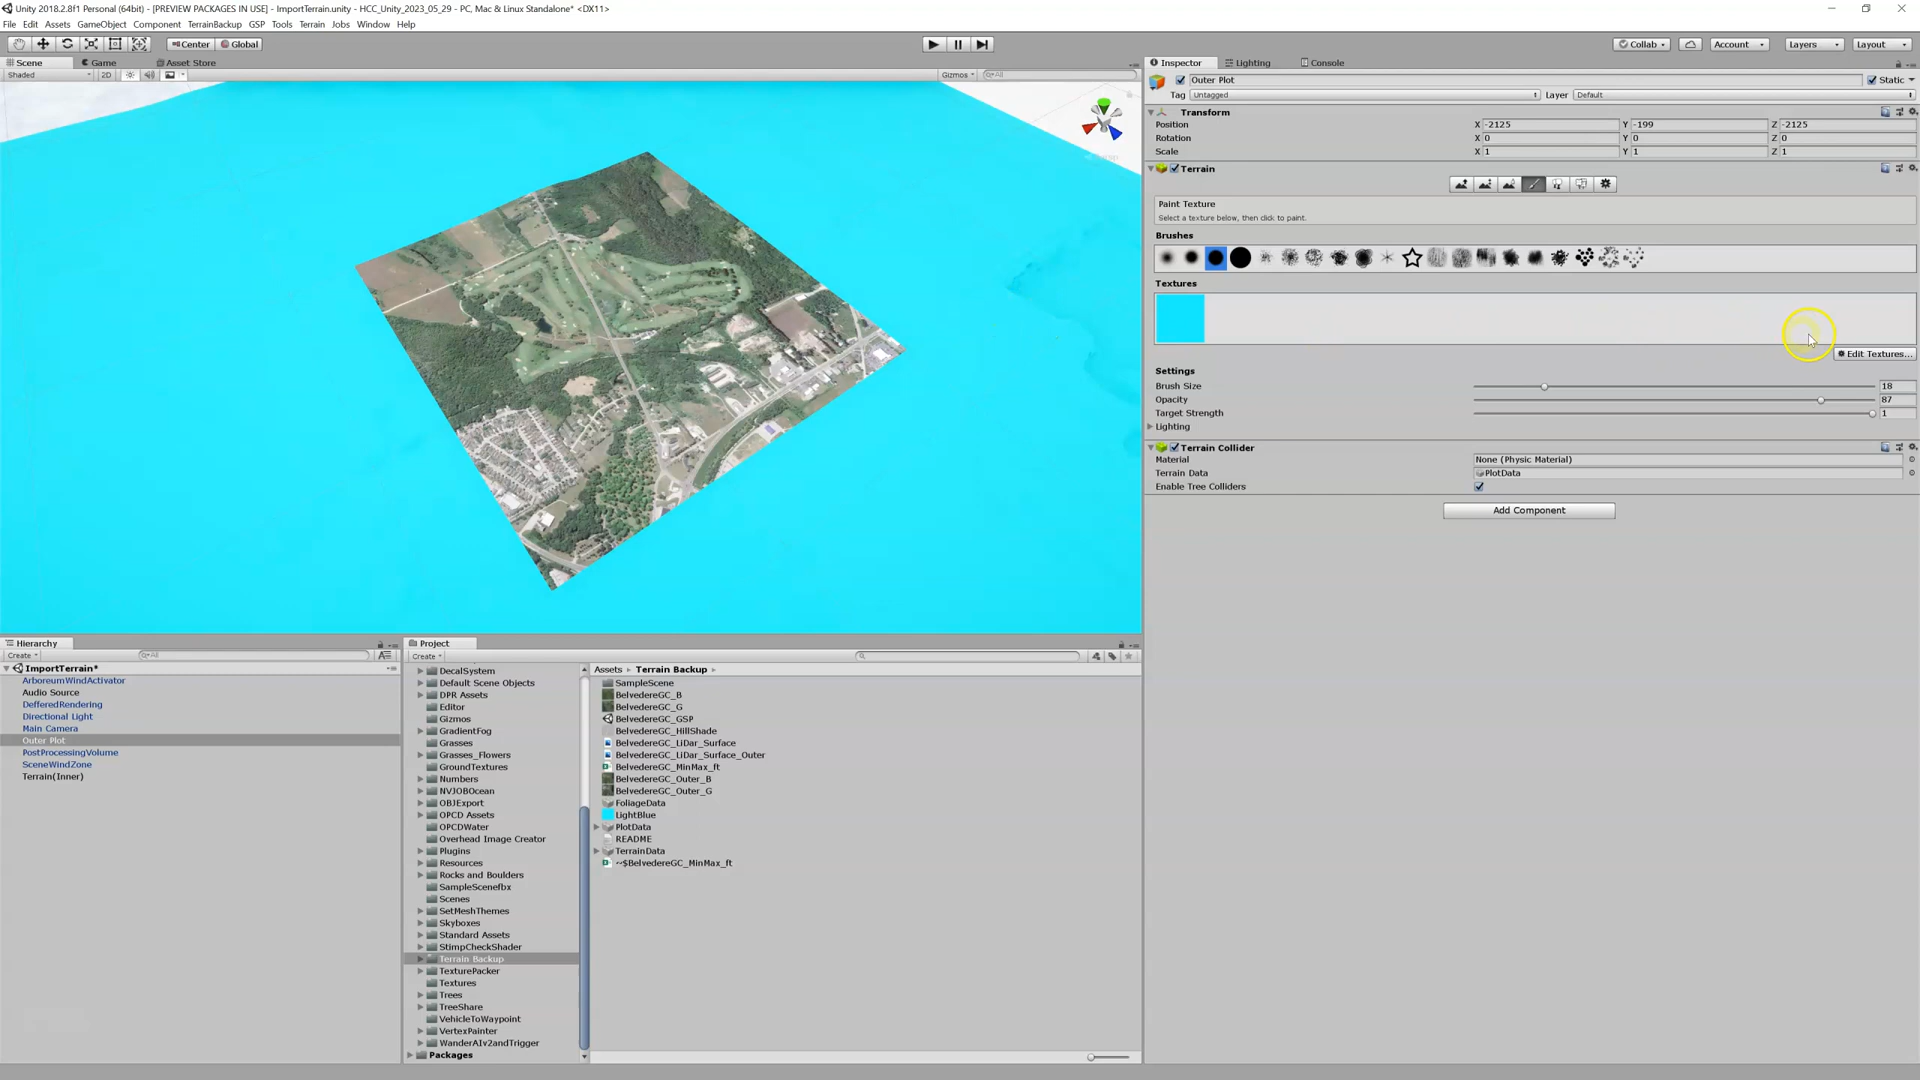 Unity 2018.2.8f1 Personal (64bit) - [PREVIEW PACKAGES IN USE] - ImportTerrain.unity - HCC_Unity_2023_05_29 - PC, Mac & Linux Standalone* <DX11>
File Edit Assets GameObject Component TerrainBackup GSP Tools Terrain Jobs Window Help
Center Global Collab Account Layers Layout
Scene Game Asset Store
Shaded 2D Gizmos All
Persp
Inspector Lighting Console
Outer Plot Static
Tag Untagged Layer Default
Transform
Position X -2125 Y -199 Z -2125
Rotation X 0 Y 0 Z 0
Scale X 1 Y 1 Z 1
Terrain
Paint Texture
Select a texture below, then click to paint.
Brushes
Textures
Edit Textures...
Settings
Brush Size 18
Opacity 87
Target Strength 1
Lighting
Terrain Collider
Material None (Physic Material)
Terrain Data PlotData
Enable Tree Colliders
Add Component
Hierarchy
Create All
ImportTerrain*
ArboreumWindActivator
Audio Source
DefferedRendering
Directional Light
Main Camera
Outer Plot
PostProcessingVolume
SceneWindZone
Terrain(Inner)
Project
Create
DecalSystem
Default Scene Objects
DPR Assets
Editor
Gizmos
GradientFog
Grasses
Grasses_Flowers
GroundTextures
Numbers
NVJOBOcean
OBJExport
OPCD Assets
OPCDWater
Overhead Image Creator
Plugins
Resources
Rocks and Boulders
SampleScenefbx
Scenes
SetMeshThemes
Skyboxes
Standard Assets
StimpCheckShader
Terrain Backup
TexturePacker
Textures
Trees
TreeShare
VehicleToWaypoint
VertexPainter
WanderAIv2andTrigger
Packages
Assets Terrain Backup
SampleScene
BelvedereGC_B
BelvedereGC_G
BelvedereGC_GSP
BelvedereGC_HillShade
BelvedereGC_LiDar_Surface
BelvedereGC_LiDar_Surface_Outer
BelvedereGC_MinMax_ft
BelvedereGC_Outer_B
BelvedereGC_Outer_G
FoliageData
LightBlue
PlotData
README
TerrainData
~$BelvedereGC_MinMax_ft